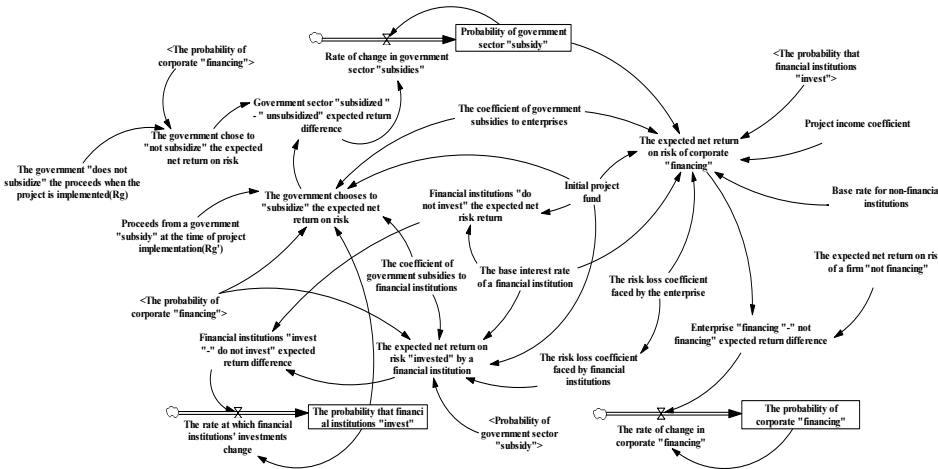 Probability of government
sector "subsidy"
Rate of change in government
sector "subsidies"
<The probability of
corporate "financing">
<The probability that
financial institutions
"invest">
Government sector "subsidized "
- " unsubsidized" expected return
difference
The coefficient of government
subsidies to enterprises
Project income coefficient
The government chose to
"not subsidize" the expected
net return on risk
The expected net return
on risk of corporate
"financing"
The government "does not
subsidize" the proceeds when the
project is implemented(Rg)
The government chooses to
"subsidize" the expected net
return on risk
Financial institutions "do
not invest" the expected net
risk return
Initial project
fund
Base rate for non-financia
institutions
Proceeds from a government
"subsidy" at the time of project
implementation(Rg')
The coefficient of
government subsidies to
financial institutions
The base interest rate
of a financial institution
The risk loss coefficient
faced by the enterprise
The expected net return on ris
of a firm "not financing"
<The probability of
corporate "financing">
Financial institutions "invest
"-" do not invest" expected
return difference
The expected net return on
risk "invested" by a
financial institution
The risk loss coefficient
faced by financial
institutions
Enterprise "financing "-" not
financing" expected return difference
The probability that financi
al institutions "invest"
The rate at which financial
institutions' investments
change
<Probability of
government sector
"subsidy">
The rate of change in
corporate "financing"
The probability of
corporate "financing"